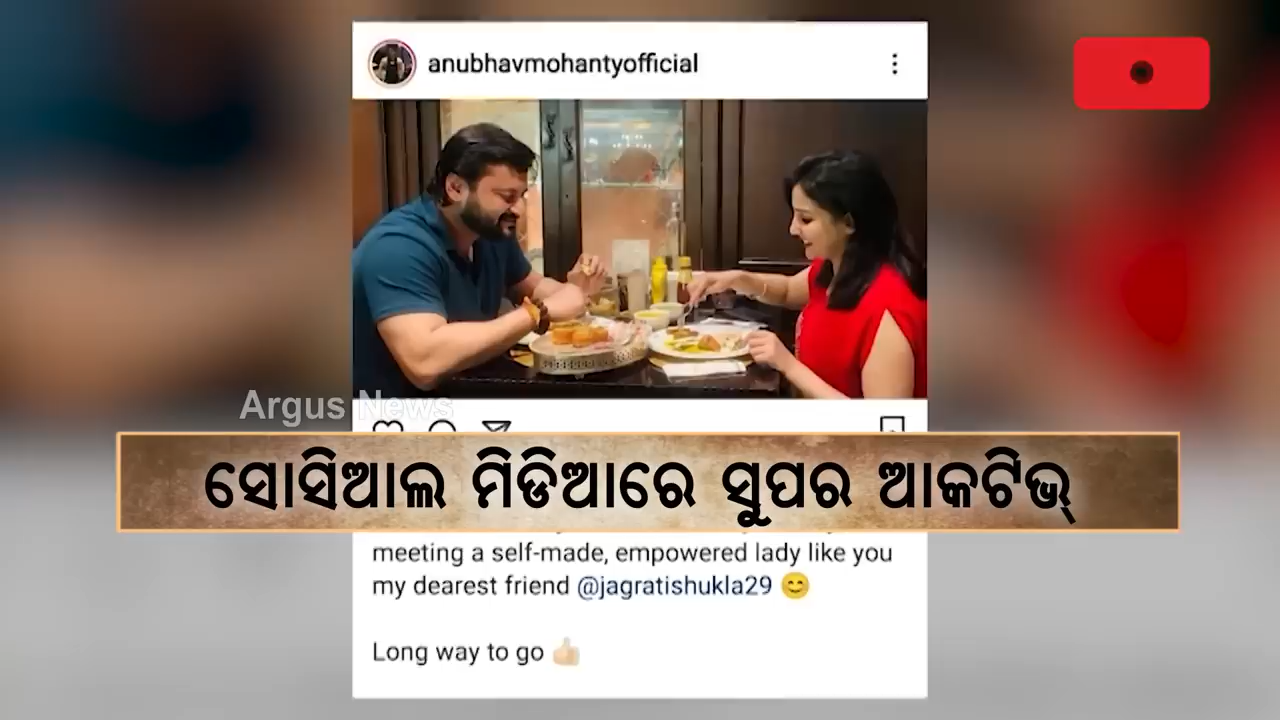 anubhavmohantyofficial
Argus News
ସୋସିଆଲ ମିଡିଆରେ ସୁପର ଆକଟିଭ୍
meeting a self-made, empowered lady like you
my dearest friend @jagratishukla29 😊
Long way to go 👍🏻